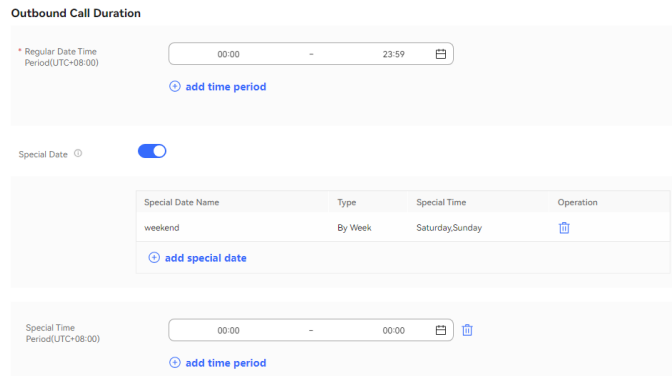 Outbound Call Duration
* Regular Date Time
Period(UTC+08:00)
00:00 – 23:59
add time period
Special Date
Special Date Name Type Special Time Operation
weekend By Week Saturday,Sunday
add special date
Special Time
Period(UTC+08:00)
00:00 – 00:00
add time period